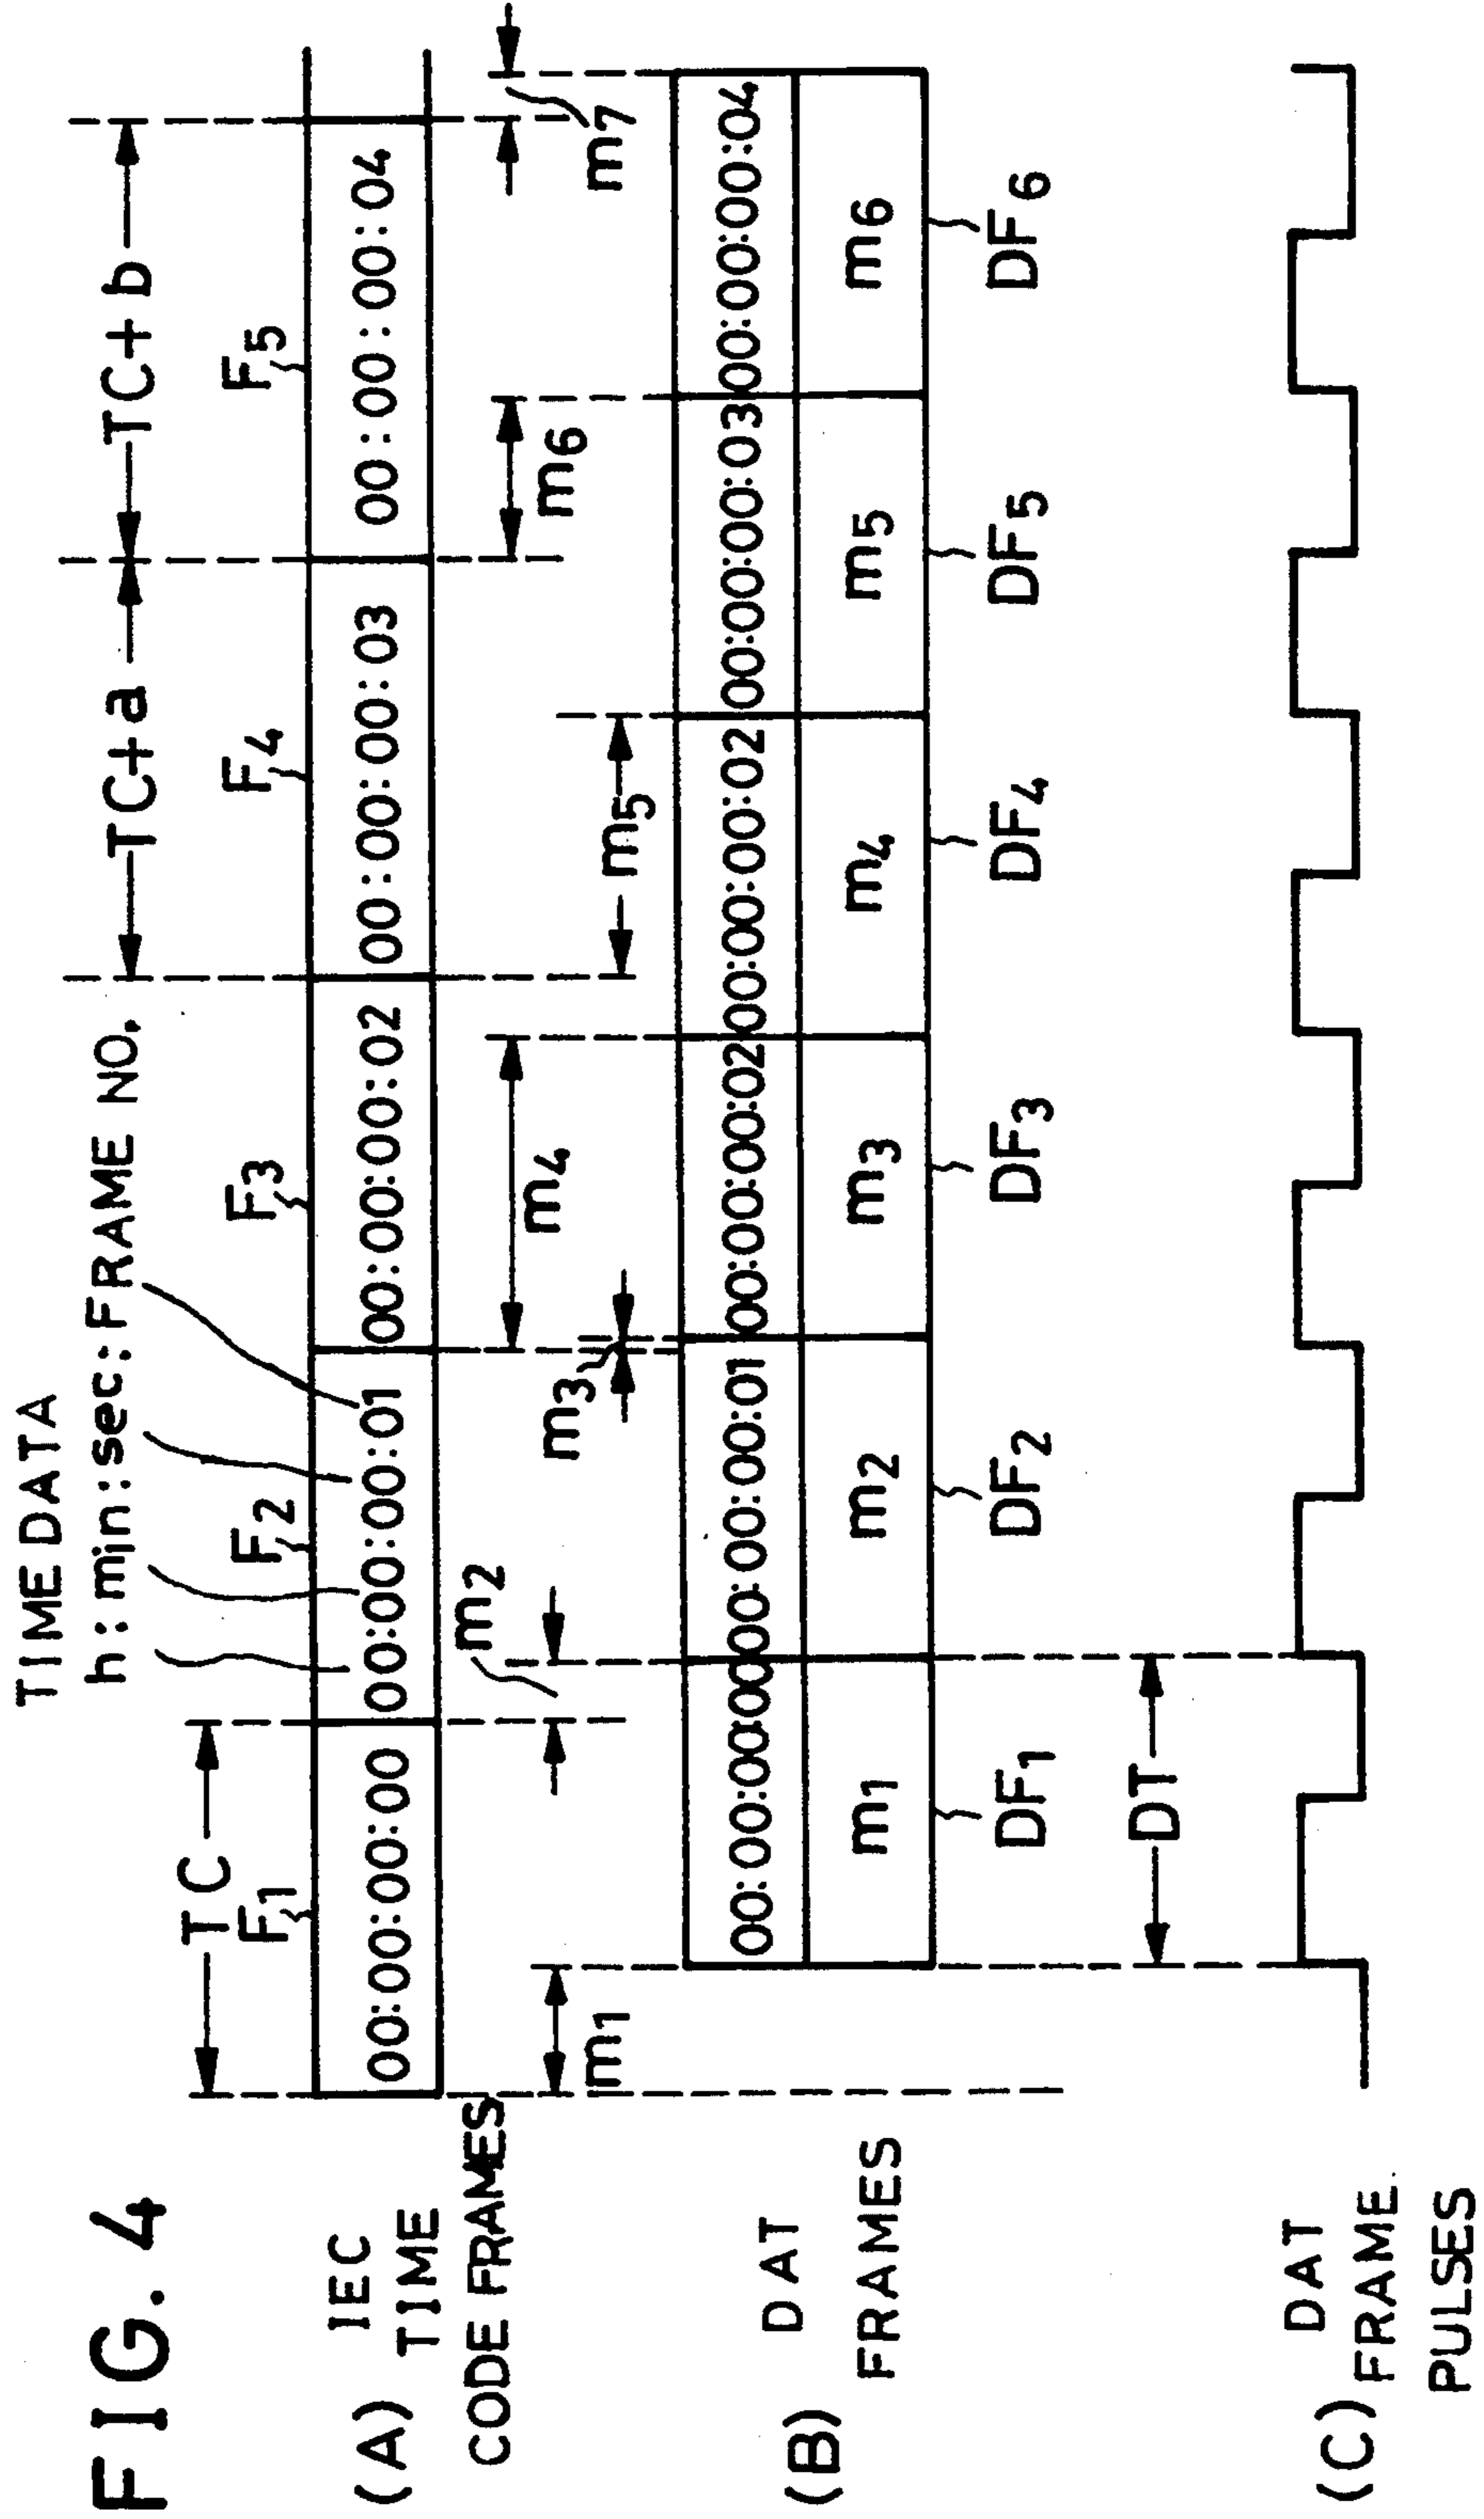 FIG. 4
TIME DATA
h:min:sec:FRAME NO.
TC
TC+a
TC+b
F1
F2
F3
F4
F5
(A) IEC
TIME
CODE FRAMES
00:00:00:00
00:00:00:01
00:00:00:02
00:00:00:03
00:00:00:04
m1
m2
m3
m4
m5
m6
m7
(B) DAT
FRAMES
00:00:00:00
00:00:00:01
00:00:00:02
00:00:00:02
00:00:00:03
00:00:00:04
m1
m2
m3
m4
m5
m6
DF1
DF2
DF3
DF4
DF5
DF6
DT
(C) DAT
FRAME
PULSES